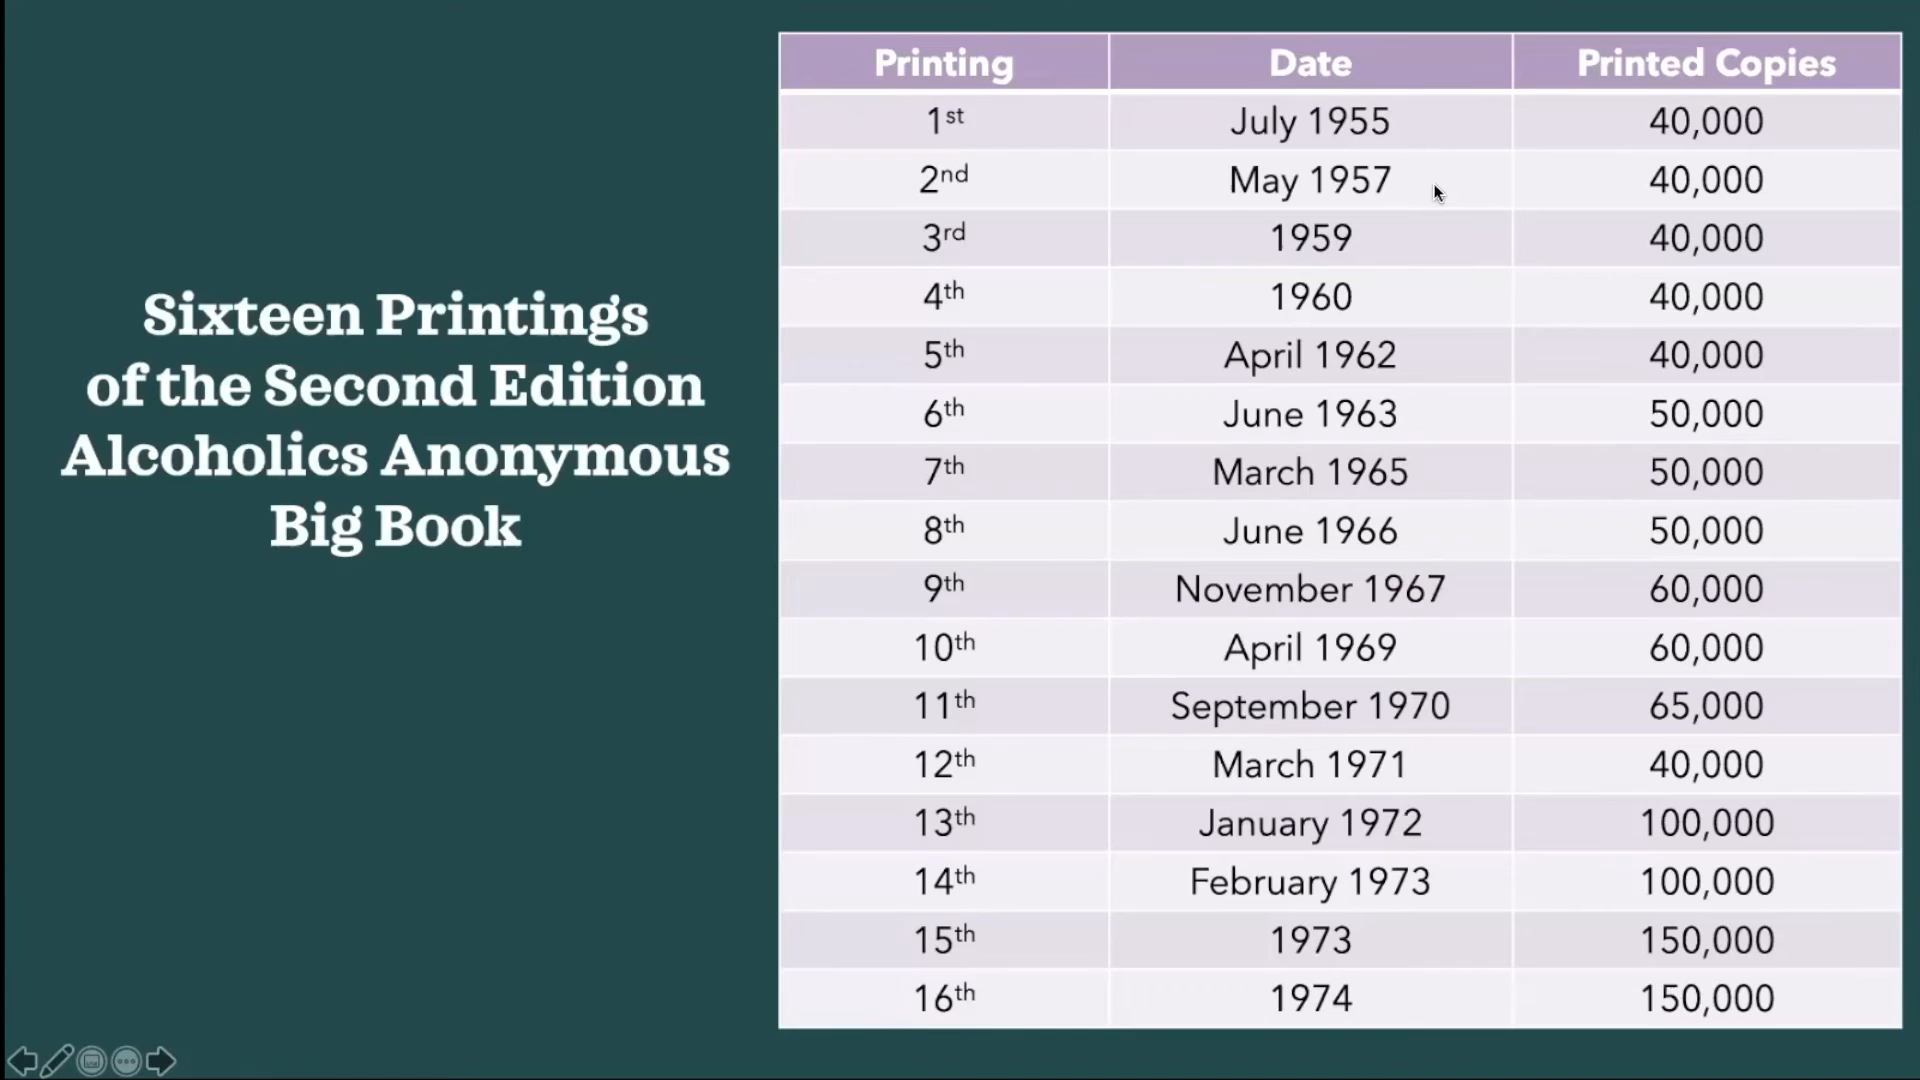 Sixteen Printings
of the Second Edition
Alcoholics Anonymous
Big Book
Printing Date Printed Copies
1st July 1955 40,000
2nd May 1957 40,000
3rd 1959 40,000
4th 1960 40,000
5th April 1962 40,000
6th June 1963 50,000
7th March 1965 50,000
8th June 1966 50,000
9th November 1967 60,000
10th April 1969 60,000
11th September 1970 65,000
12th March 1971 40,000
13th January 1972 100,000
14th February 1973 100,000
15th 1973 150,000
16th 1974 150,000